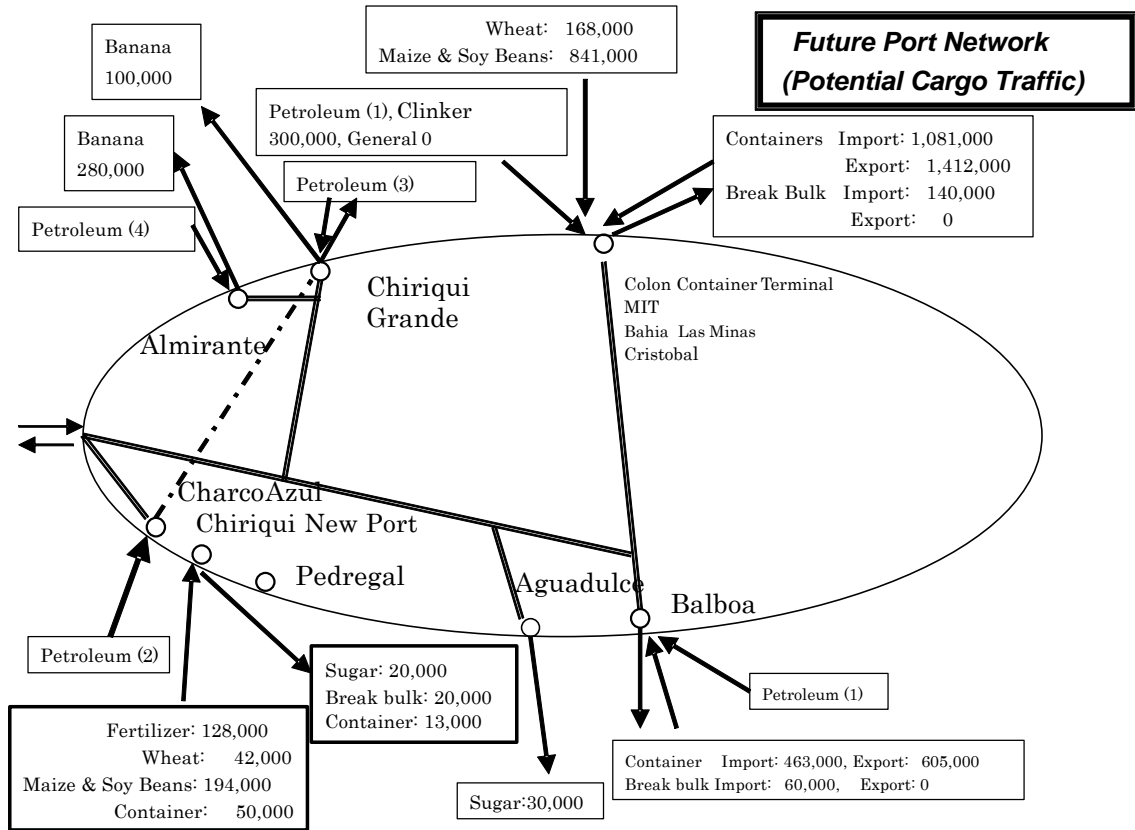 Future Port Network
(Potential Cargo Traffic)
Wheat: 168,000
Maize & Soy Beans: 841,000
Banana
100,000
Petroleum (1), Clinker
300,000, General 0
Containers Import: 1,081,000
Export: 1,412,000
Break Bulk Import: 140,000
Export: 0
Banana
280,000
Petroleum (3)
Petroleum (4)
Chiriqui
Grande
Colon Container Terminal
MIT
Bahia Las Minas
Cristobal
Almirante
CharcoAzul
Chiriqui New Port
Pedregal
Aguadulce
Balboa
Petroleum (2)
Sugar: 20,000
Break bulk: 20,000
Container: 13,000
Petroleum (1)
Fertilizer: 128,000
Wheat: 42,000
Maize & Soy Beans: 194,000
Container: 50,000
Sugar:30,000
Container Import: 463,000, Export: 605,000
Break bulk Import: 60,000, Export: 0